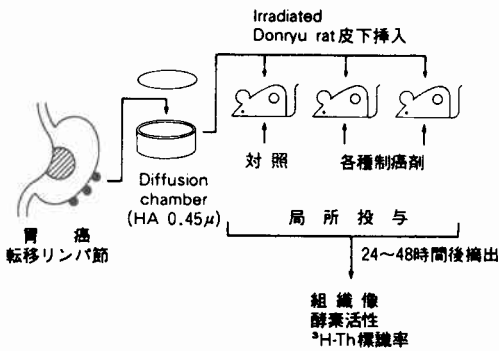 Irradiated
Donryu rat 皮下挿入
対照
各種制癌剤
Diffusion
chamber
(HA 0.45μ)
胃癌
転移リンパ節
局所投与
24～48時間後摘出
組織像
酵素活性
³H-Th標識率